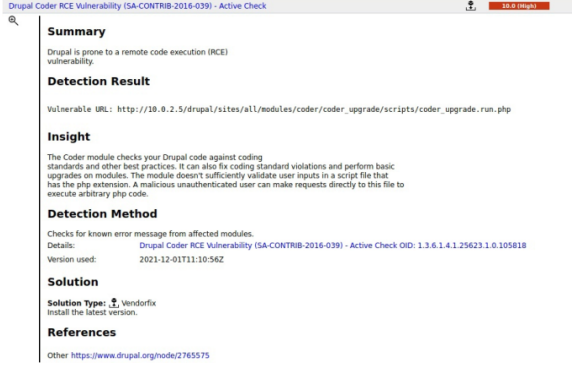 Drupal Coder RCE Vulnerability (SA-CONTRIB-2016-039) - Active Check 10.0 (High)
Summary
Drupal is prone to a remote code execution (RCE)
vulnerability.
Detection Result
Vulnerable URL: http://10.0.2.5/drupal/sites/all/modules/coder/coder_upgrade/scripts/coder_upgrade.run.php
Insight
The Coder module checks your Drupal code against coding
standards and other best practices. It can also fix coding standard violations and perform basic
upgrades on modules. The module doesn't sufficiently validate user inputs in a script file that
has the php extension. A malicious unauthenticated user can make requests directly to this file to
execute arbitrary php code.
Detection Method
Checks for known error message from affected modules.
Details: Drupal Coder RCE Vulnerability (SA-CONTRIB-2016-039) - Active Check OID: 1.3.6.1.4.1.25623.1.0.105818
Version used: 2021-12-01T11:10:56Z
Solution
Solution Type: Vendorfix
Install the latest version.
References
Other https://www.drupal.org/node/2765575